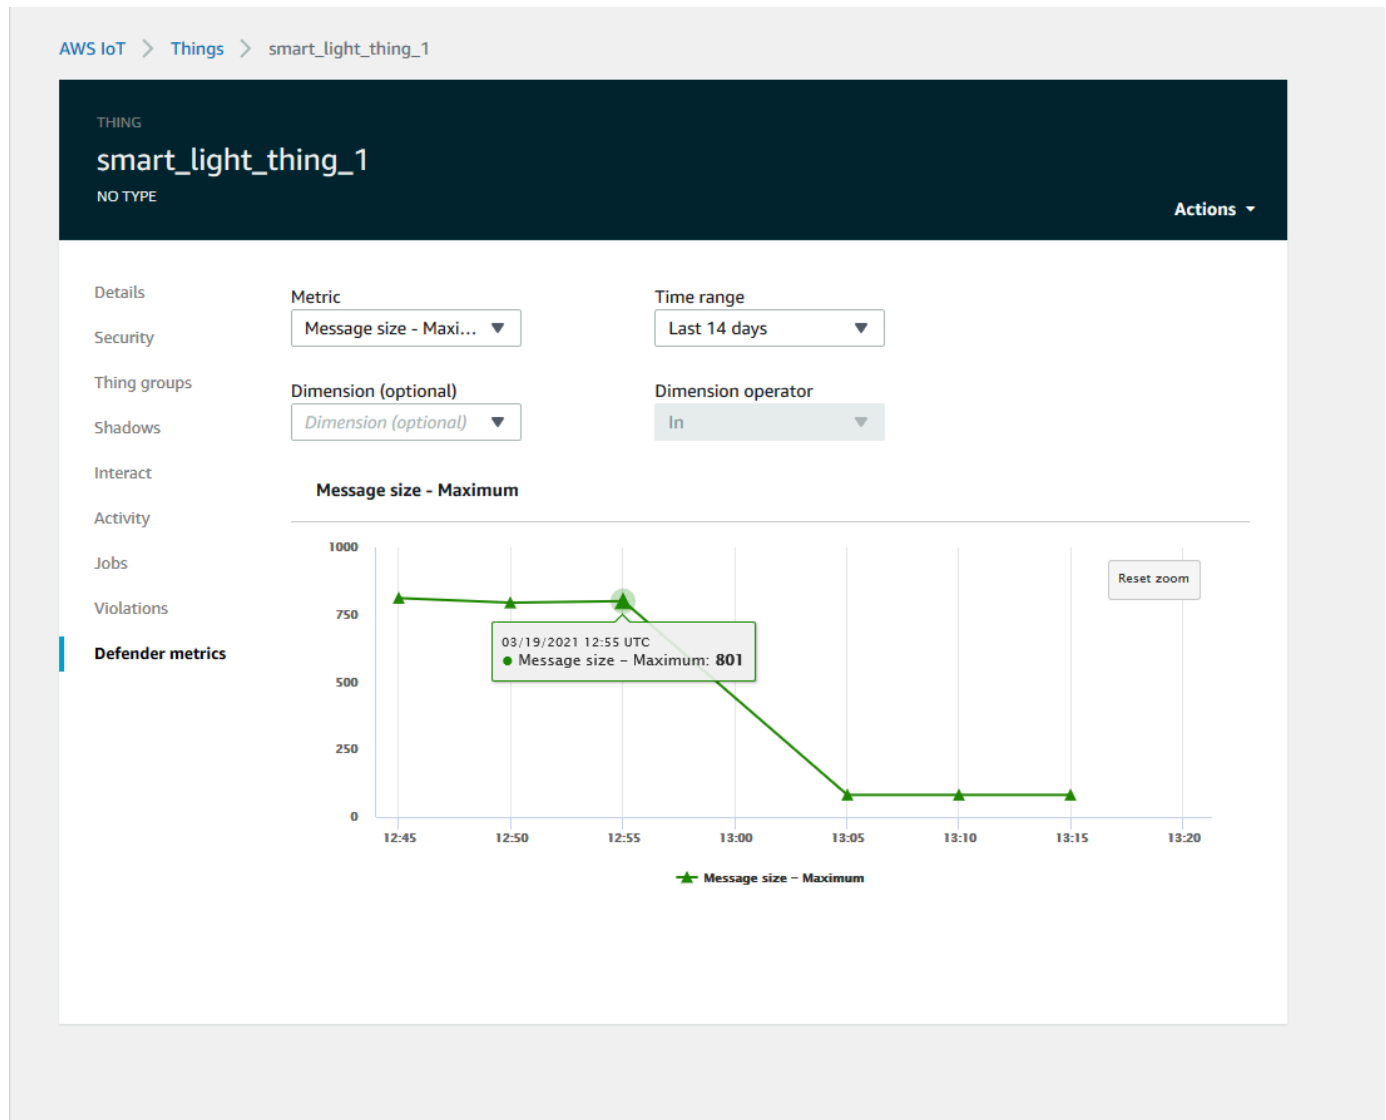 AWS IoT > Things > smart_light_thing_1
THING
smart_light_thing_1
NO TYPE
Actions
Details
Security
Thing groups
Shadows
Interact
Activity
Jobs
Violations
Defender metrics
Metric
Message size - Maxi...
Time range
Last 14 days
Dimension (optional)
Dimension (optional)
Dimension operator
In
Message size - Maximum
1000
750
500
250
0
Reset zoom
03/19/2021 12:55 UTC
● Message size – Maximum: 801
12:45 12:50 12:55 13:00 13:05 13:10 13:15 13:20
Message size – Maximum